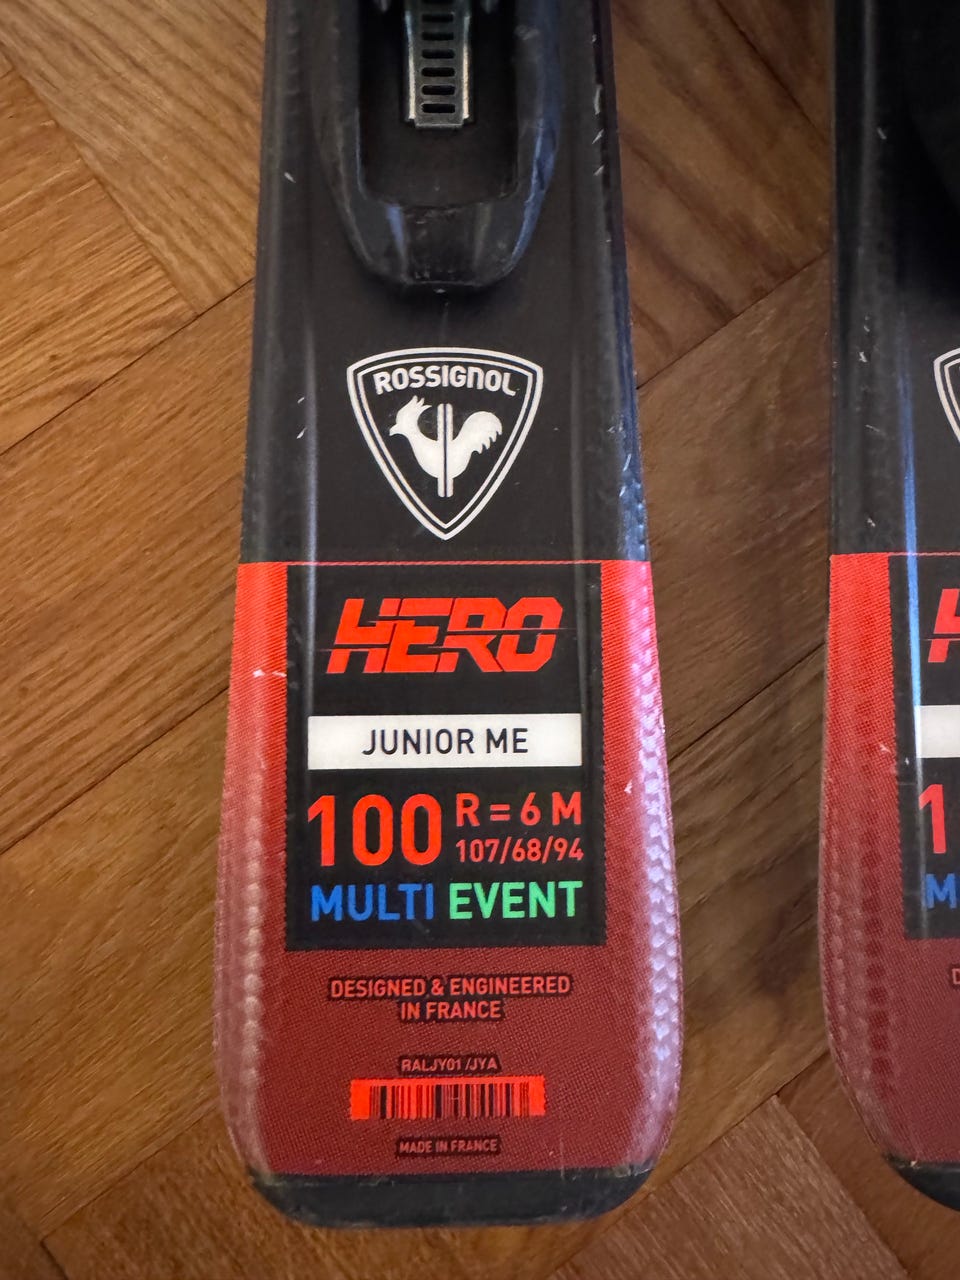 ROSSIGNOL
HERO
JUNIOR ME
100 R = 6 M
107/68/94
MULTI EVENT
DESIGNED & ENGINEERED
IN FRANCE
RALJY01 /JYA
MADE IN FRANCE
H
1
M
D